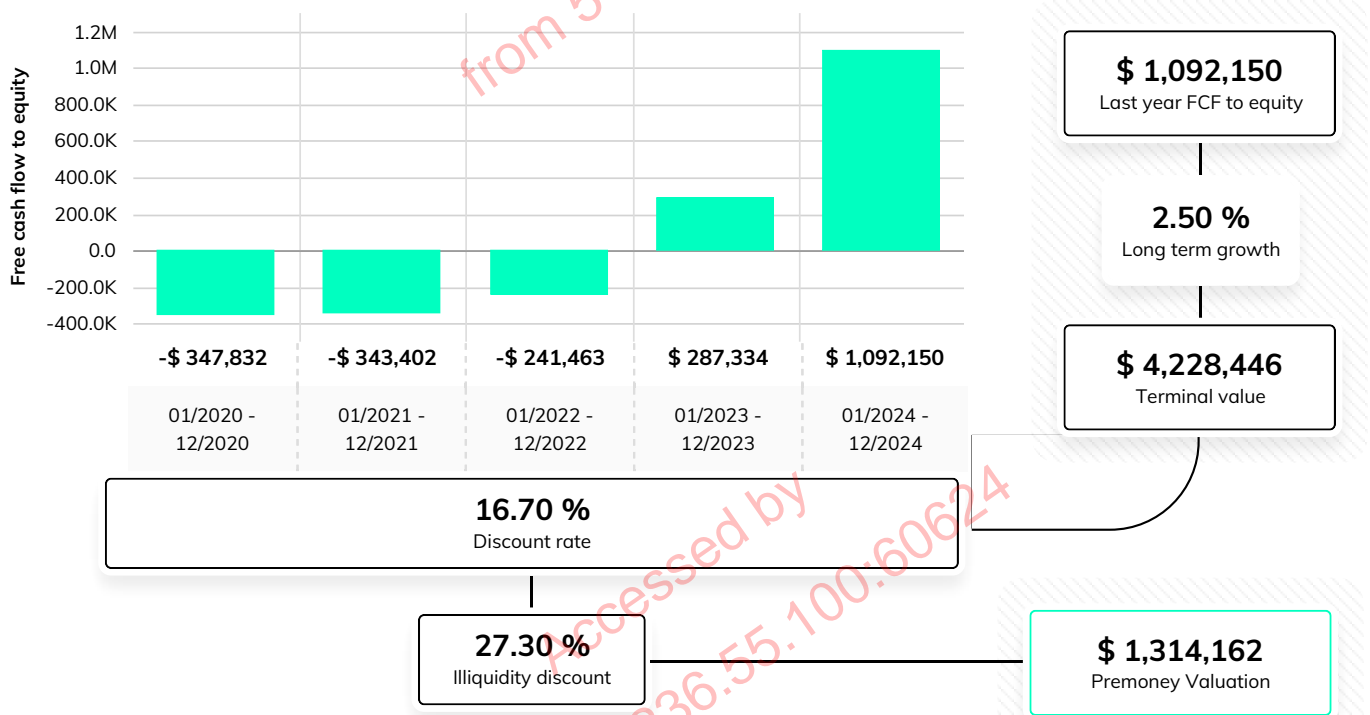 Free cash flow to equity
1.2M
1.0M
800.0K
600.0K
400.0K
200.0K
0.0
-200.0K
-400.0K
-$ 347,832
-$ 343,402
-$ 241,463
$ 287,334
$ 1,092,150
01/2020 -
12/2020
01/2021 -
12/2021
01/2022 -
12/2022
01/2023 -
12/2023
01/2024 -
12/2024
16.70 %
Discount rate
27.30 %
Illiquidity discount
$ 1,092,150
Last year FCF to equity
2.50 %
Long term growth
$ 4,228,446
Terminal value
$ 1,314,162
Premoney Valuation
from 5
Accessed by
36.55.100:60624